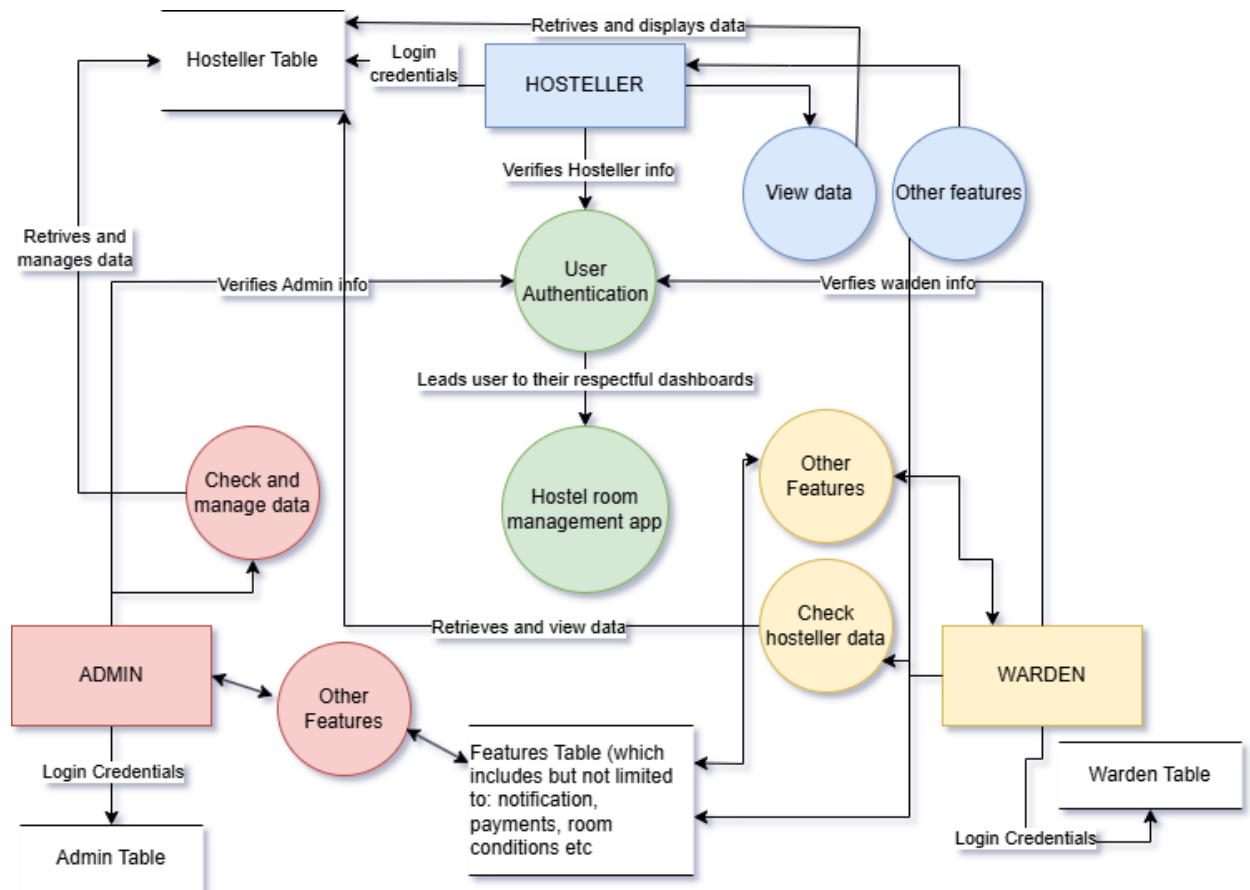 Retrives and displays data
Hosteller Table
Login
credentials
HOSTELLER
Verifies Hosteller info
View data
Other features
Retrives and
manages data
User
Authentication
Verifies Admin info
Verfies warden info
Leads user to their respectful dashboards
Check and
manage data
Hostel room
management app
Other
Features
Check
hosteller data
Retrieves and view data
ADMIN
WARDEN
Other
Features
Login Credentials
Features Table (which
includes but not limited
to: notification,
payments, room
conditions etc
Warden Table
Login Credentials
Admin Table